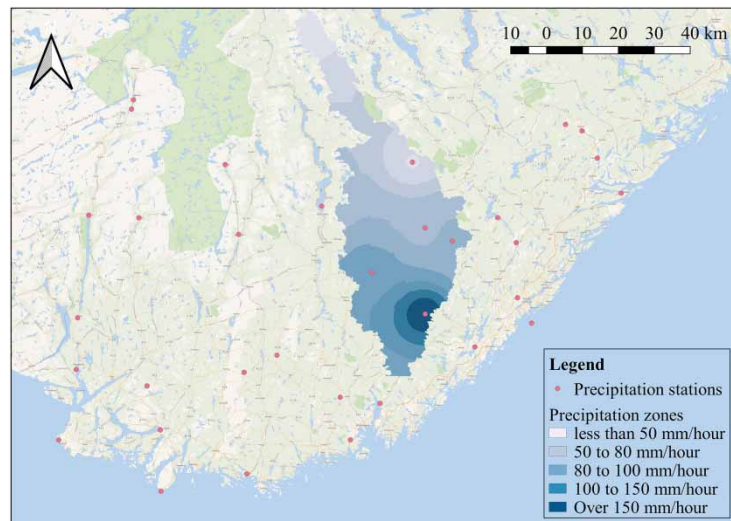 10 0 10 20 30 40 km
Legend
Precipitation stations
Precipitation zones
less than 50 mm/hour
50 to 80 mm/hour
80 to 100 mm/hour
100 to 150 mm/hour
Over 150 mm/hour